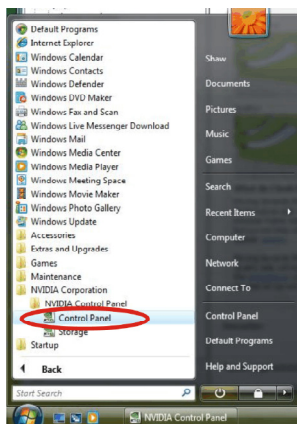 Default Programs
Internet Explorer
Windows Calendar
Windows Contacts
Windows Defender
Windows DVD Maker
Windows Fax and Scan
Windows Live Messenger Download
Windows Mail
Windows Media Center
Windows Media Player
Windows Meeting Space
Windows Movie Maker
Windows Photo Gallery
Windows Update
Accessories
Extras and Upgrades
Games
Maintenance
NVIDIA Corporation
NVIDIA Control Panel
Control Panel
Storage
Startup
Back
Start Search
Shaw
Documents
Pictures
Music
Games
Search
Recent Items
Computer
Network
Connect To
Control Panel
Default Programs
Help and Support
NVIDIA Control Panel